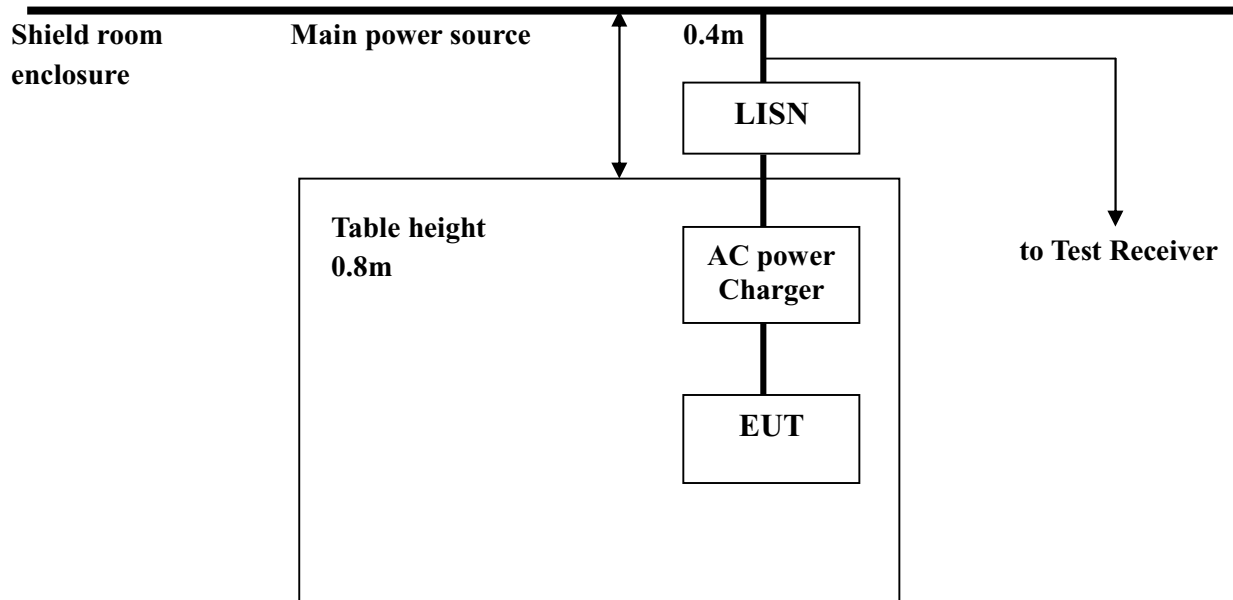 Shield room
enclosure
Main power source
0.4m
LISN
Table height
0.8m
AC power
Charger
to Test Receiver
EUT